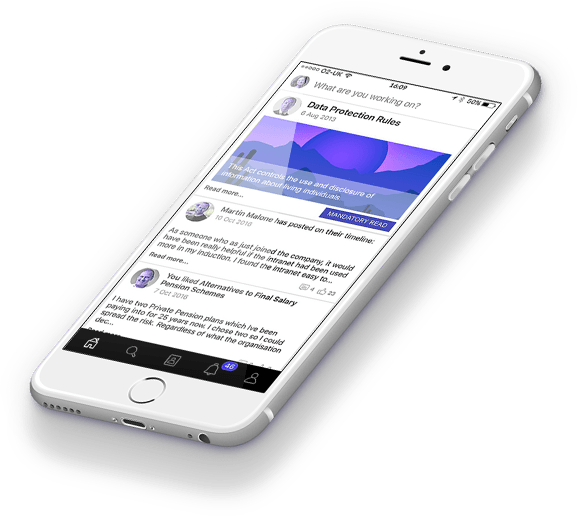 O2-UK 16:09 50%
What are you working on?
Data Protection Rules
6 Aug 2013
This Act controls the use and disclosure of
information about living individuals
Read more...
MANDATORY READ
Martin Malone has posted on their timeline:
10 Oct 2016
As someone who as just joined the company, it would
have been really helpful if the intranet had been used
more in my induction. I found the intranet easy to...
Read more...
4 23
You liked Alternatives to Final Salary
Pension Schemes
7 Oct 2016
I have two Private Pension plans which Ive been
paying into for 25 years now. I chose two so I could
spread the risk. Regardless of what the organisation
dec...
46